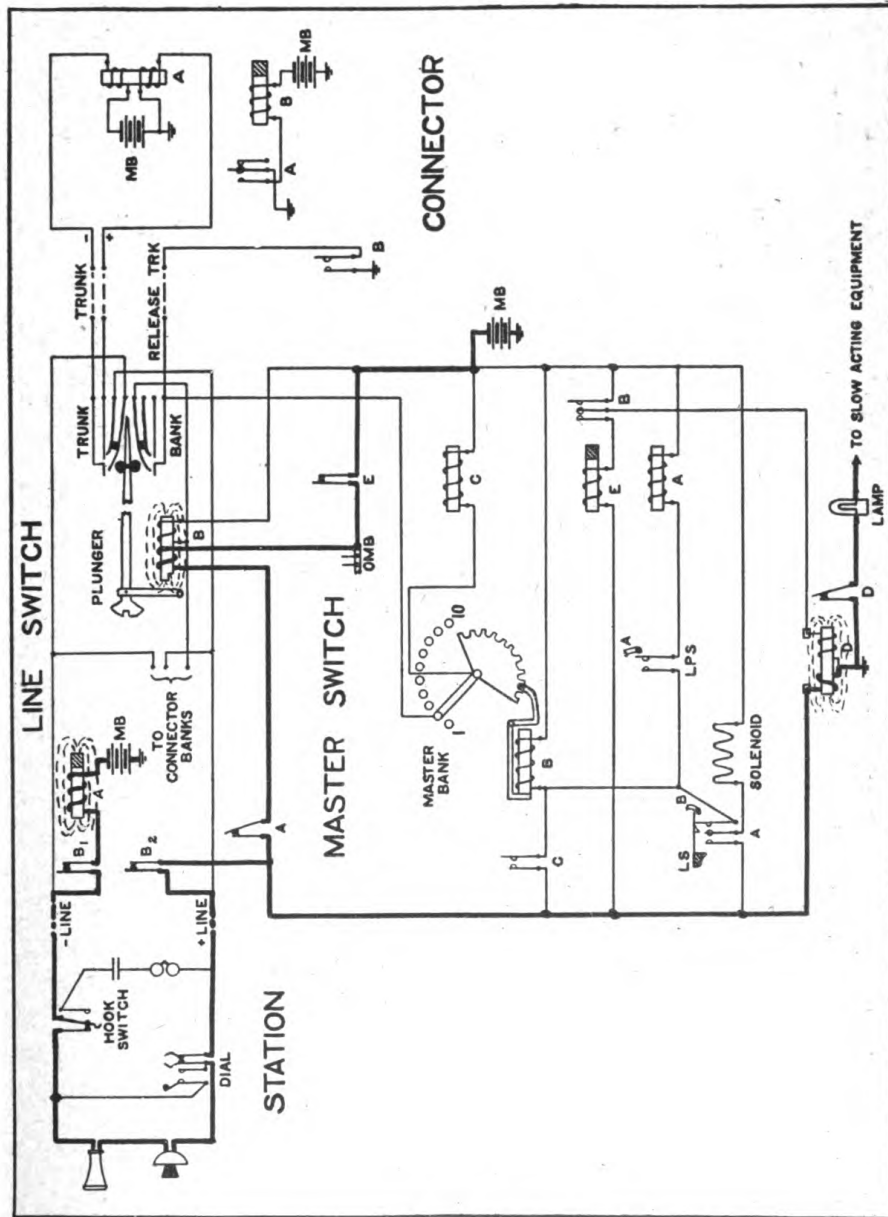 LINE SWITCH
TRUNK
-
+
MB
A
PLUNGER
TRUNK
BANK
RELEASE TRK
A
B
MB
B
CONNECTOR
-LINE
B1
A
MB
TO
CONNECTOR
BANKS
B
B2
+LINE
HOOK
SWITCH
DIAL
STATION
A
E
OMB
MB
MASTER SWITCH
MASTER
BANK
1
10
C
B
C
E
B
A
A
LPS
B
LS
A
SOLENOID
D
D
LAMP
TO SLOW ACTING EQUIPMENT